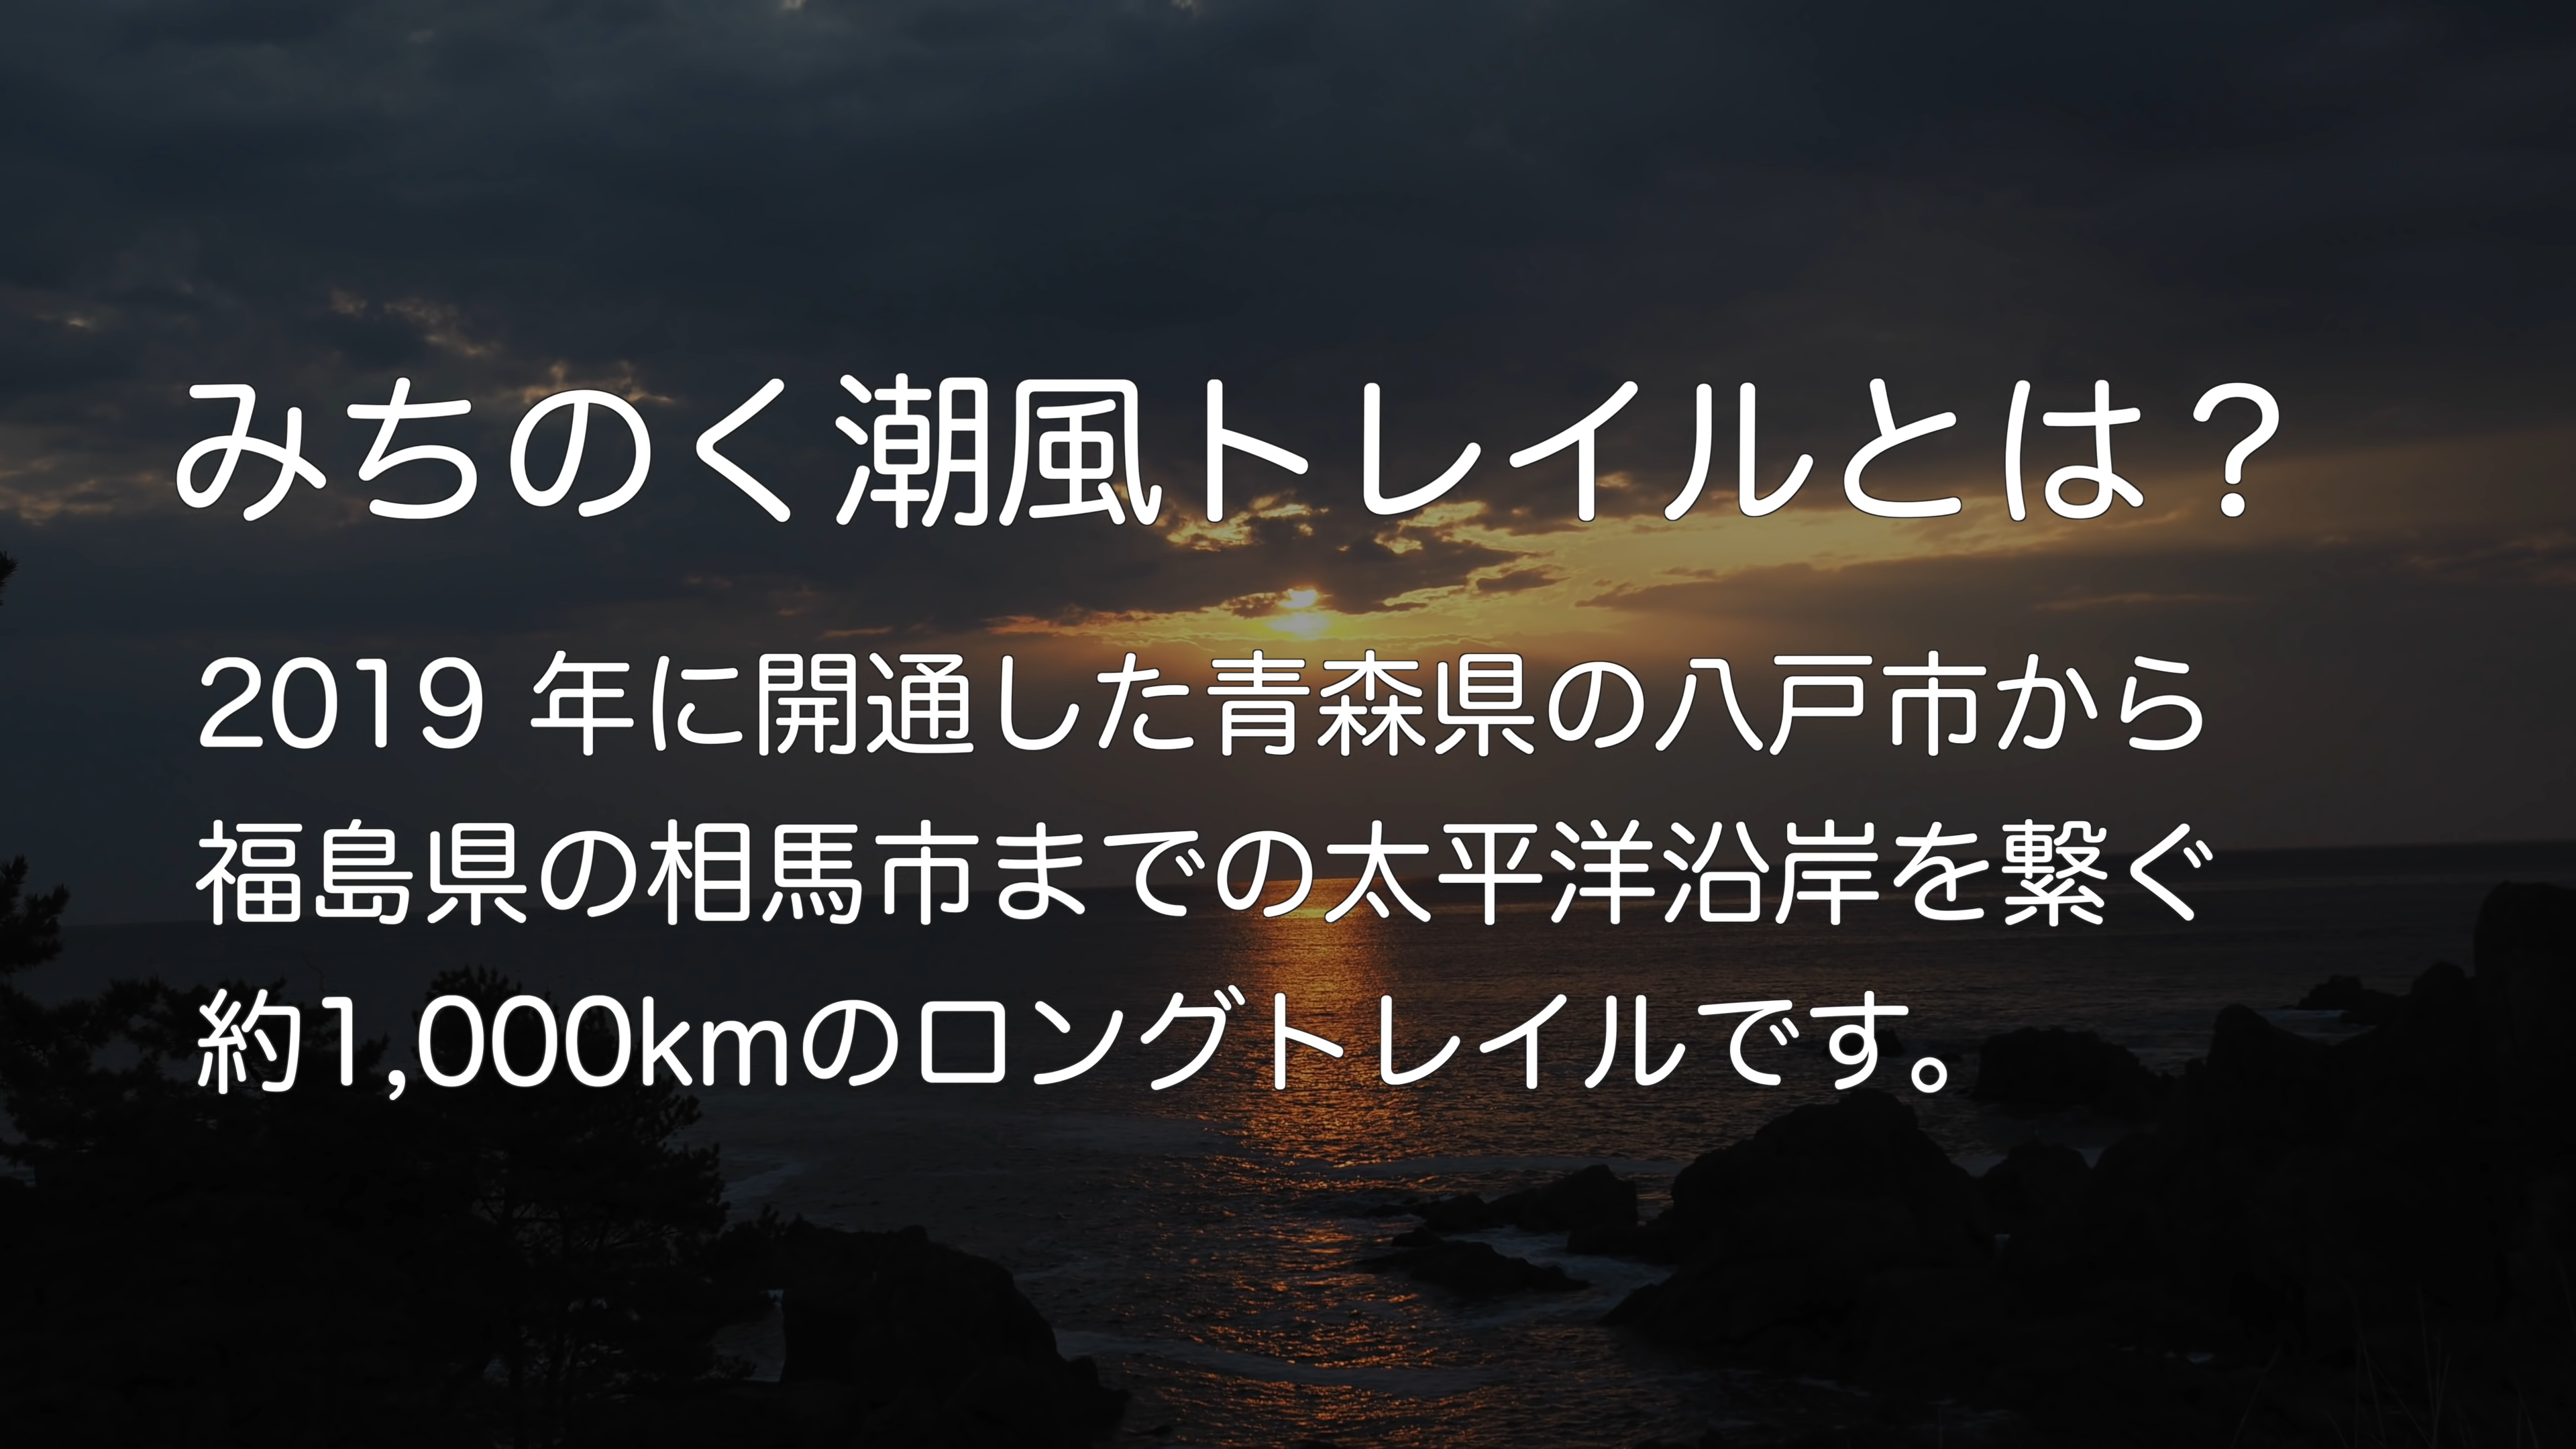 みちのく潮風トレイルとは？
2019 年に開通した青森県の八戸市から
福島県の相馬市までの太平洋沿岸を繋ぐ
約1,000kmのロングトレイルです。